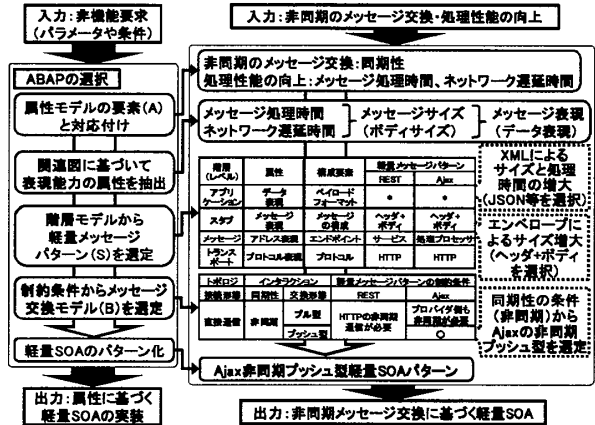 入力:非機能要求
(パラメータや条件)
入力:非同期のメッセージ交換・処理性能の向上
ABAPの選択
属性モデルの要素(A)
と対応付け
関連図に基づいて
表現能力の属性を抽出
階層モデルから
軽量メッセージ
パターン(S)を選定
制約条件からメッセージ
交換モデル(B)を選定
軽量SOAのパターン化
出力:属性に基づく
軽量SOAの実装
非同期のメッセージ交換:同期性
処理性能の向上:メッセージ処理時間、ネットワーク遅延時間
メッセージ処理時間
ネットワーク遅延時間
メッセージサイズ
(ボディサイズ)
メッセージ表現
(データ表現)
階層
(レベル)
属性
構成要素
軽量メッセージパターン
REST
Ajax
アプリ
ケーション
データ
表現
ペイロード
フォーマット
スタブ
メッセージ
表現
メッセージ
の構成
ヘッダ+
ボディ
ヘッダ+
ボディ
メッセージ
アドレス表現
エンドポイント
サービス
処理プロセッサ
トランス
ポート
プロトコル表現
プロトコル
HTTP
HTTP
トポロジ
インタラクション
軽量メッセージパターンの制約条件
接続形態
同期性
交換形態
REST
Ajax
直接通信
非同期
プル型
プッシュ型
HTTPの非同期
通信が必要
プロバイダ側も
非同期が必要
○
Ajax非同期プッシュ型軽量SOAパターン
XMLによる
サイズと処理
時間の増大
(JSON等を選択)
エンベロープに
よるサイズ増大
(ヘッダ+ボディ
を選択)
同期性の条件
(非同期)から
Ajaxの非同期
プッシュ型を選定
出力:非同期メッセージ交換に基づく軽量SOA